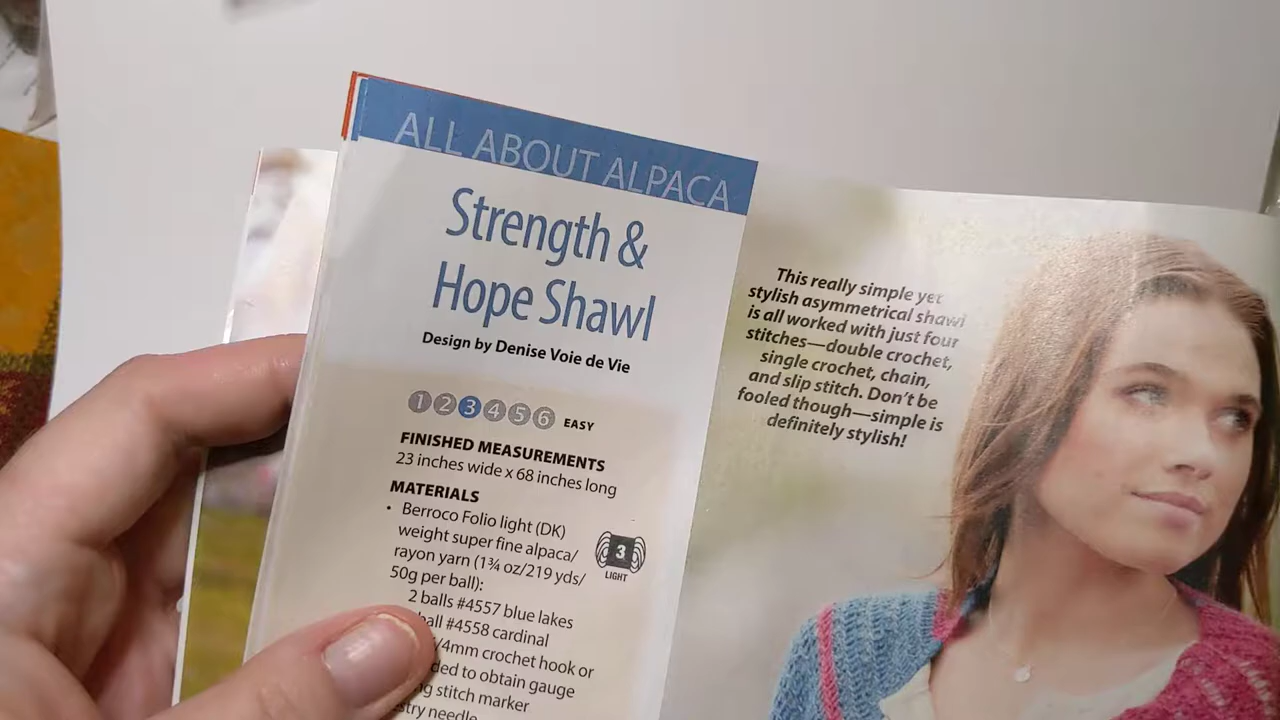 ALL ABOUT ALPACA
Strength &
Hope Shawl
Design by Denise Voie de Vie
1 2 3 4 5 6 EASY
FINISHED MEASUREMENTS
23 inches wide x 68 inches long
MATERIALS
• Berroco Folio light (DK)
weight super fine alpaca/
rayon yarn (1¾ oz/219 yds/
50g per ball):
2 balls #4557 blue lakes
ball #4558 cardinal
/4mm crochet hook or
to obtain gauge
stitch marker
needle
3
LIGHT
This really simple yet
stylish asymmetrical shawl
is all worked with just four
stitches—double crochet,
single crochet, chain,
and slip stitch. Don't be
fooled though—simple is
definitely stylish!